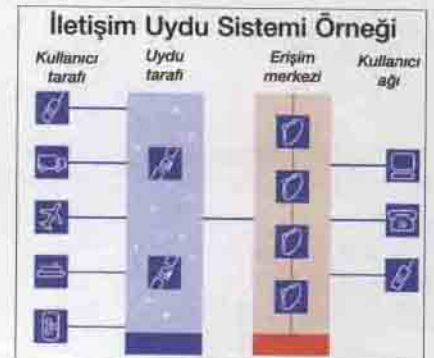 İletişim Uydu Sistemi Örneği
Kullanıcı tarafı
Uydu tarafı
Erişim merkezi
Kullanıcı ağı